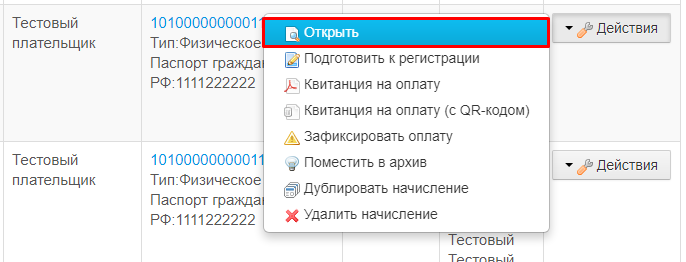 Тестовый
плательщик
10100000000011
Тип:Физическое
Паспорт граждан
РФ:1111222222
Открыть
Подготовить к регистрации
Квитанция на оплату
Квитанция на оплату (с QR-кодом)
Зафиксировать оплату
Поместить в архив
Дублировать начисление
Удалить начисление
Действия
Тестовый
плательщик
10100000000011
Тип:Физическое
Паспорт граждан
РФ:1111222222
Тестовый
Тестовый
Действия